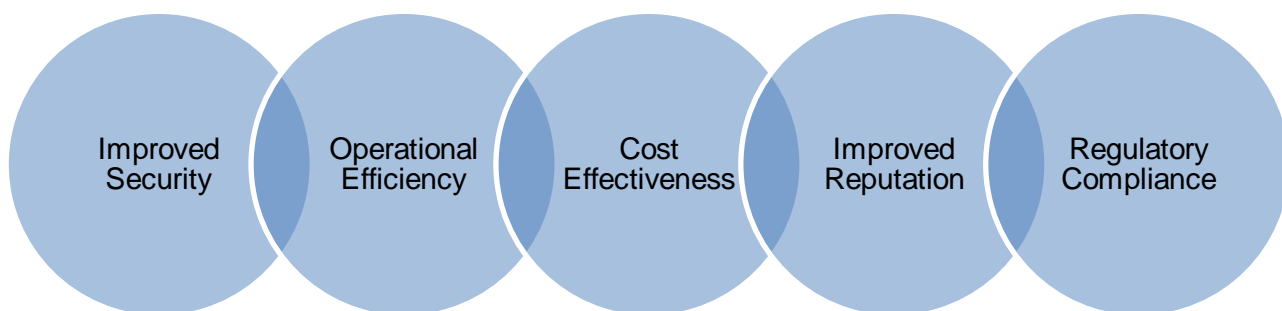 Improved
Security
Operational
Efficiency
Cost
Effectiveness
Improved
Reputation
Regulatory
Compliance